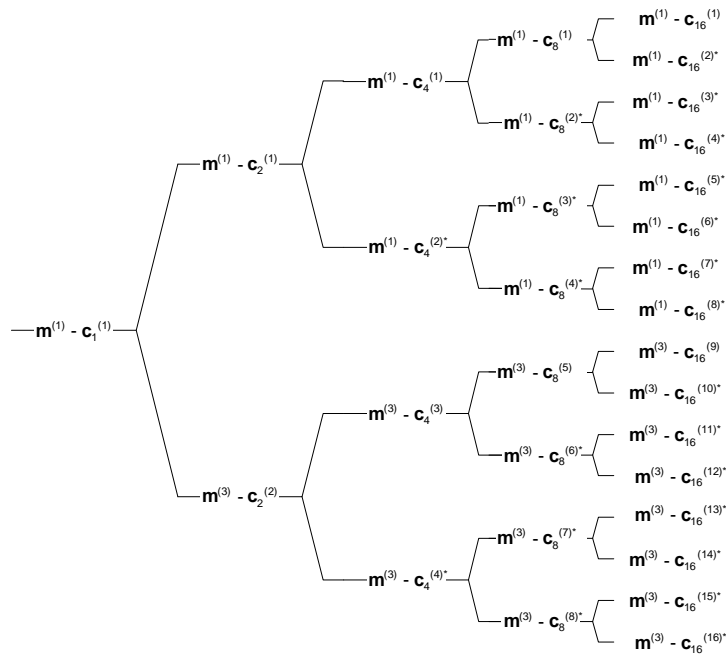 m(1) - c16(1)
m(1) - c8(1)
m(1) - c16(2)*
m(1) - c4(1)
m(1) - c16(3)*
m(1) - c8(2)*
m(1) - c16(4)*
m(1) - c2(1)
m(1) - c16(5)*
m(1) - c8(3)*
m(1) - c16(6)*
m(1) - c4(2)*
m(1) - c16(7)*
m(1) - c8(4)*
m(1) - c16(8)*
m(1) - c1(1)
m(3) - c16(9)
m(3) - c8(5)
m(3) - c16(10)*
m(3) - c4(3)
m(3) - c16(11)*
m(3) - c8(6)*
m(3) - c16(12)*
m(3) - c2(2)
m(3) - c16(13)*
m(3) - c8(7)*
m(3) - c16(14)*
m(3) - c4(4)*
m(3) - c16(15)*
m(3) - c8(8)*
m(3) - c16(16)*